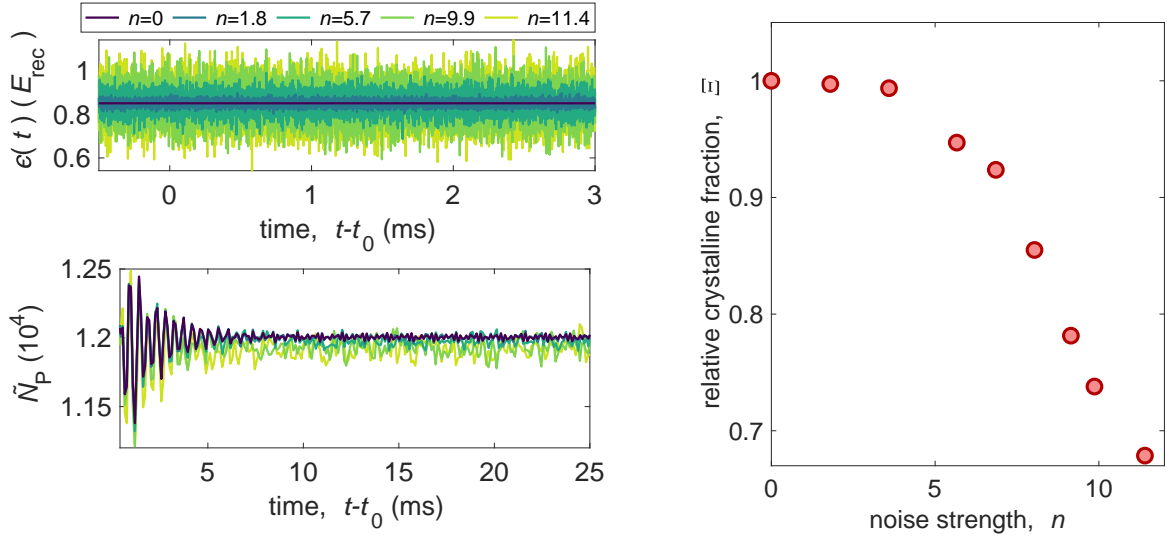 n=0 n=1.8 n=5.7 n=9.9 n=11.4
ϵ(t)(E_rec)
1
0.8
0.6
0 1 2 3
time, t-t_0 (ms)
Ñ_P (10^4)
1.25
1.2
1.15
5 10 15 20 25
time, t-t_0 (ms)
relative crystalline fraction, Ξ
1
0.9
0.8
0.7
0 5 10
noise strength, n